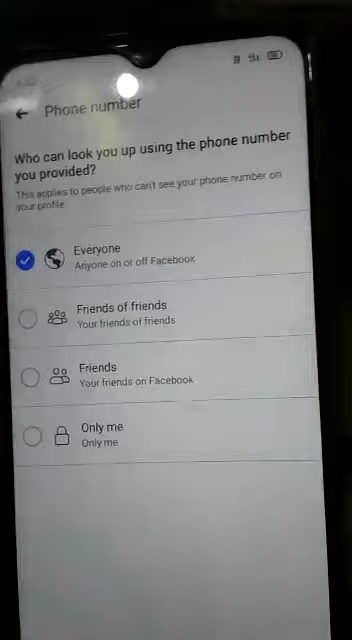 Phone number
Who can look you up using the phone number
you provided?
This applies to people who can't see your phone number on
your profile.
Everyone
Anyone on or off Facebook
Friends of friends
Your friends of friends
Friends
Your friends on Facebook
Only me
Only me